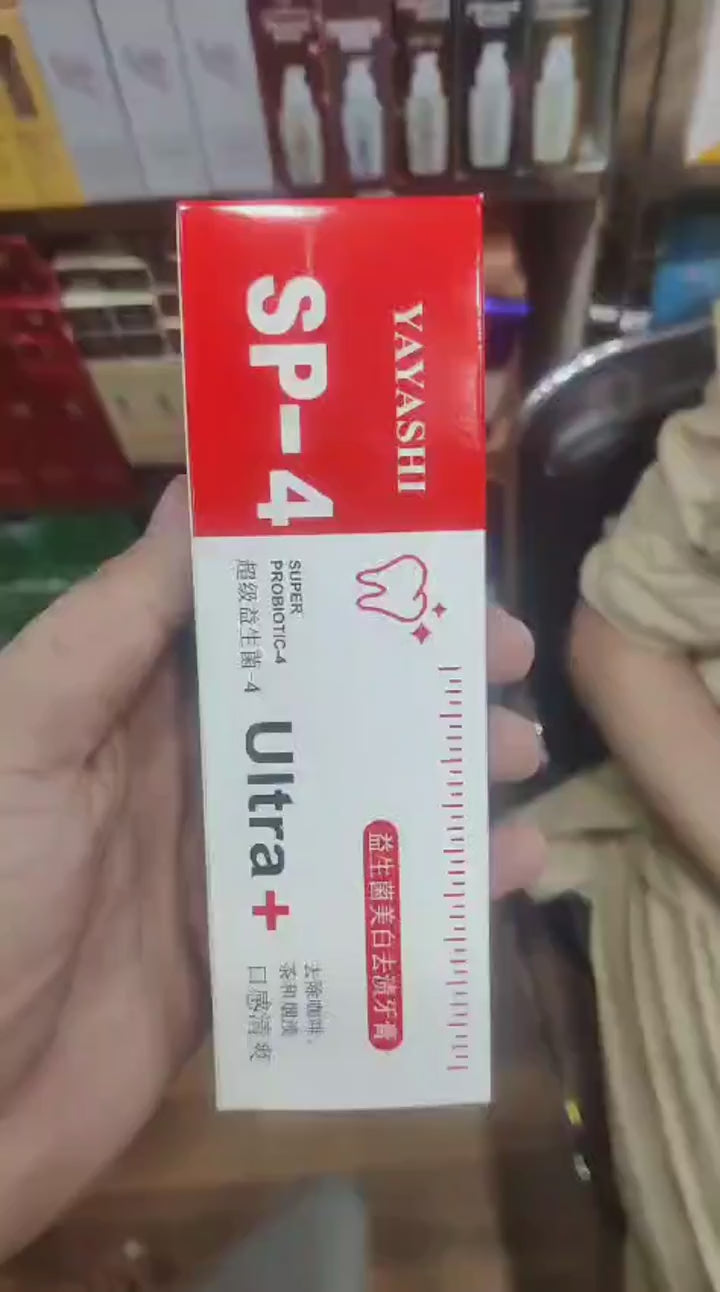 YAYASHI
SP-4
SUPER
PROBIOTIC-4
超级益生菌-4
Ultra+
益生菌美白去渍牙膏
去除咖啡、
茶和烟渍
口感清爽